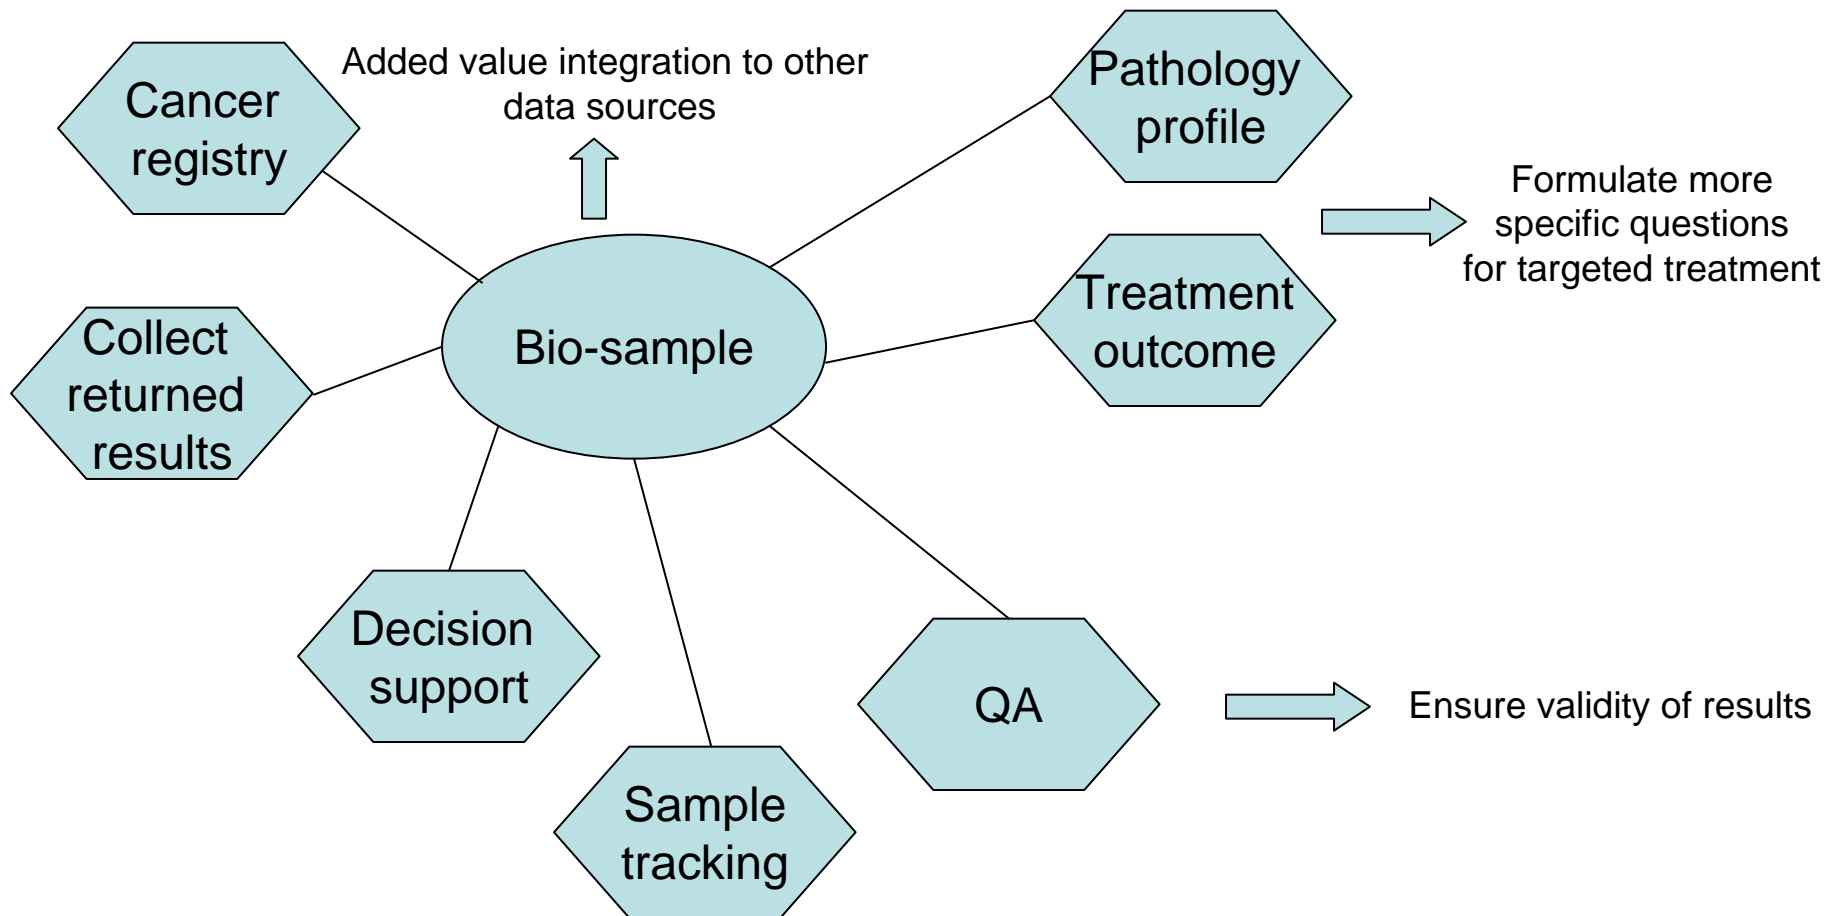 Cancer
registry
Added value integration to other
data sources
Pathology
profile
Formulate more
specific questions
for targeted treatment
Treatment
outcome
Bio-sample
Collect
returned
results
Decision
support
QA
Ensure validity of results
Sample
tracking